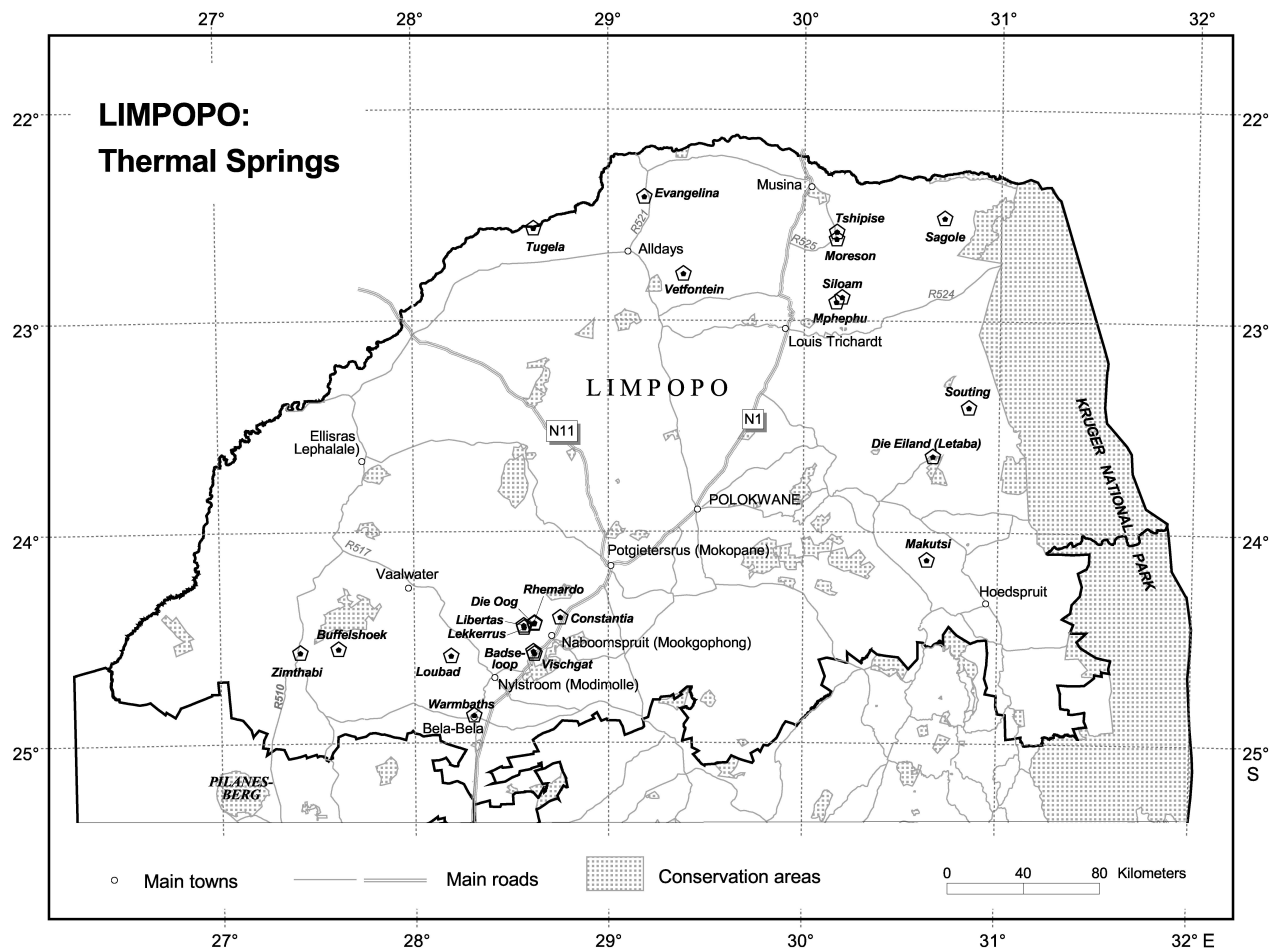 27°
28°
29°
30°
31°
32°
22°
22°
LIMPOPO:
Thermal Springs
Musina
Evangelina
Tshipise
R521
Sagole
Tugela
Alldays
R525
Moreson
Vetfontein
Siloam
R524
Mphephu
23°
23°
Louis Trichardt
LIMPOPO
Souting
N1
N11
Ellisras
Lephalale)
Die Eiland (Letaba)
KRUGER NATIONAL PARK
POLOKWANE
24°
24°
R517
Potgietersrus (Mokopane)
Makutsi
Vaalwater
Rhemardo
Hoedspruit
Die Oog
Libertas
Constantia
Lekkerrus
Buffelshoek
Naboomspruit (Mookgophong)
Badse-
loop
Vischgat
Zimthabi
Loubad
Nylstroom (Modimolle)
R510
Warmbaths
Bela-Bela
25°
25°
S
PILANES-
BERG
Main towns
Main roads
Conservation areas
0 40 80 Kilometers
27°
28°
29°
30°
31°
32° E